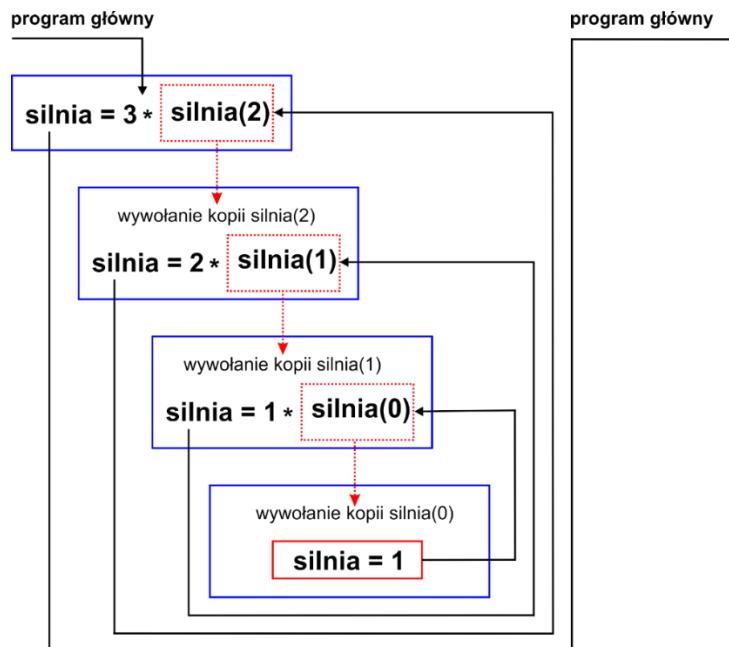 program główny
program główny
silnia = 3 * silnia(2)
wywołanie kopii silnia(2)
silnia = 2 * silnia(1)
wywołanie kopii silnia(1)
silnia = 1 * silnia(0)
wywołanie kopii silnia(0)
silnia = 1